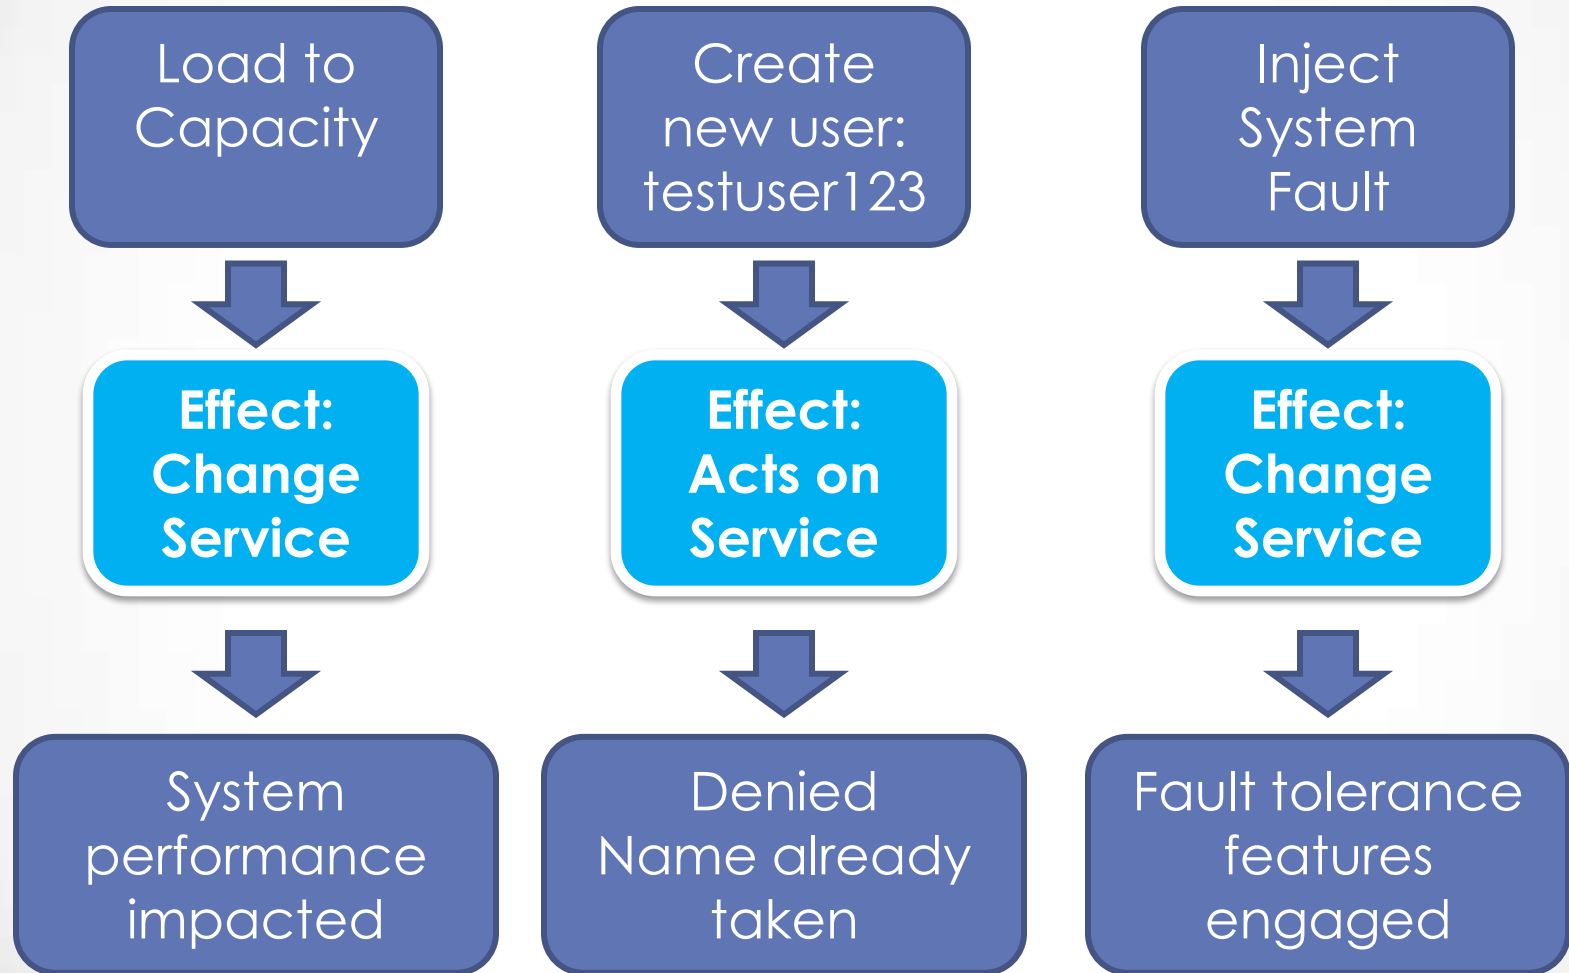 Load to
Capacity
Effect:
Change
Service
System
performance
impacted
Create
new user:
testuser123
Effect:
Acts on
Service
Denied
Name already
taken
Inject
System
Fault
Effect:
Change
Service
Fault tolerance
features
engaged